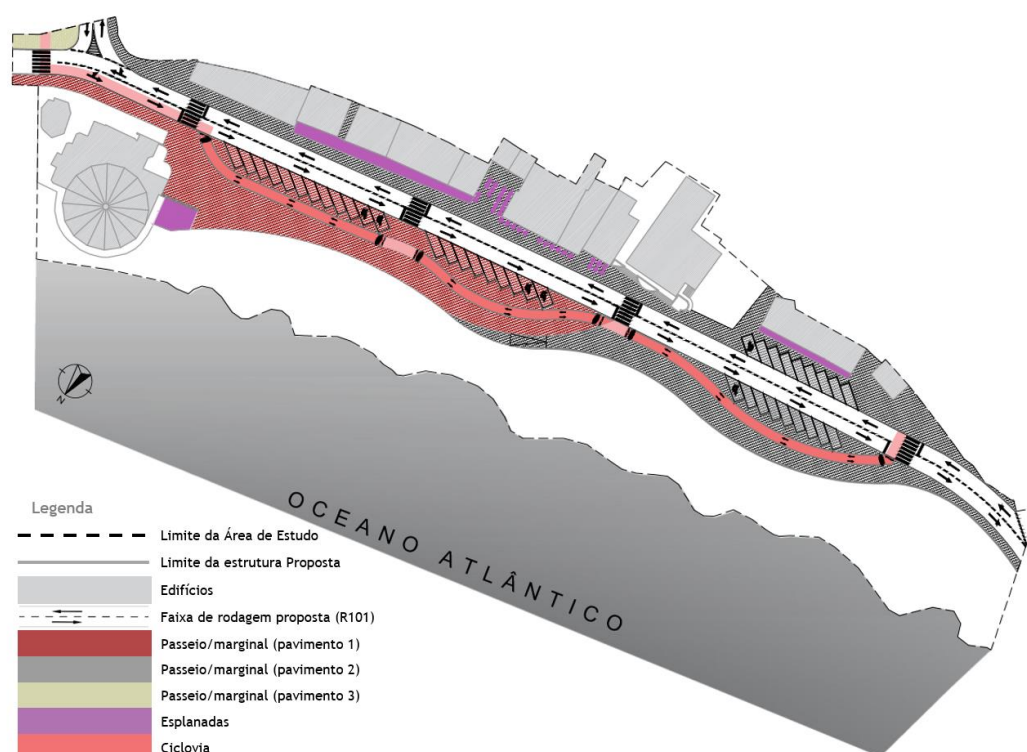 N
OCEANO ATLÂNTICO
Legenda
Limite da Área de Estudo
Limite da estrutura Proposta
Edifícios
Faixa de rodagem proposta (R101)
Passeio/marginal (pavimento 1)
Passeio/marginal (pavimento 2)
Passeio/marginal (pavimento 3)
Esplanadas
Ciclovia